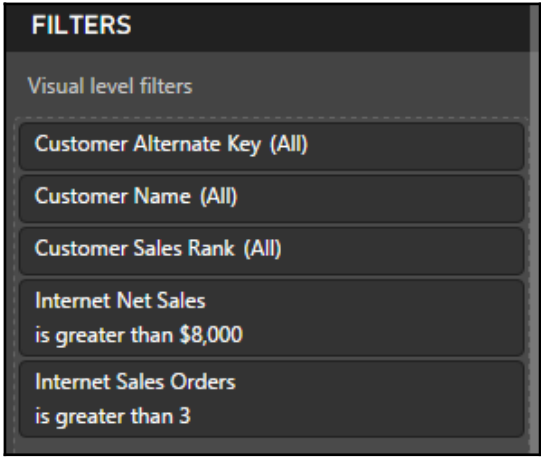 FILTERS
Visual level filters
Customer Alternate Key (All)
Customer Name (All)
Customer Sales Rank (All)
Internet Net Sales
is greater than $8,000
Internet Sales Orders
is greater than 3